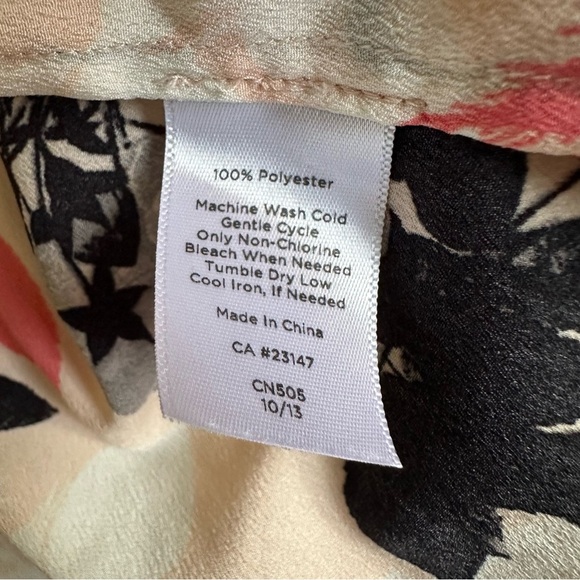 100% Polyester
Machine Wash Cold
Gentle Cycle
Only Non-Chlorine
Bleach When Needed
Tumble Dry Low
Cool Iron, If Needed
Made In China
CA #23147
CN505
10/13